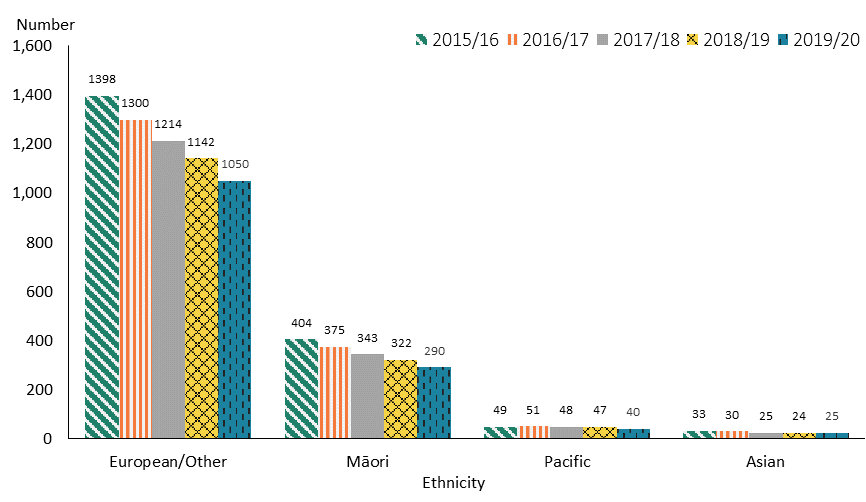 Number
2015/16 2016/17 2017/18 2018/19 2019/20
1,600
1,400
1,200
1,000
800
600
400
200
0
1398 1300 1214 1142 1050
404 375 343 322 290
49 51 48 47 40
33 30 25 24 25
European/Other Māori Pacific Asian
Ethnicity